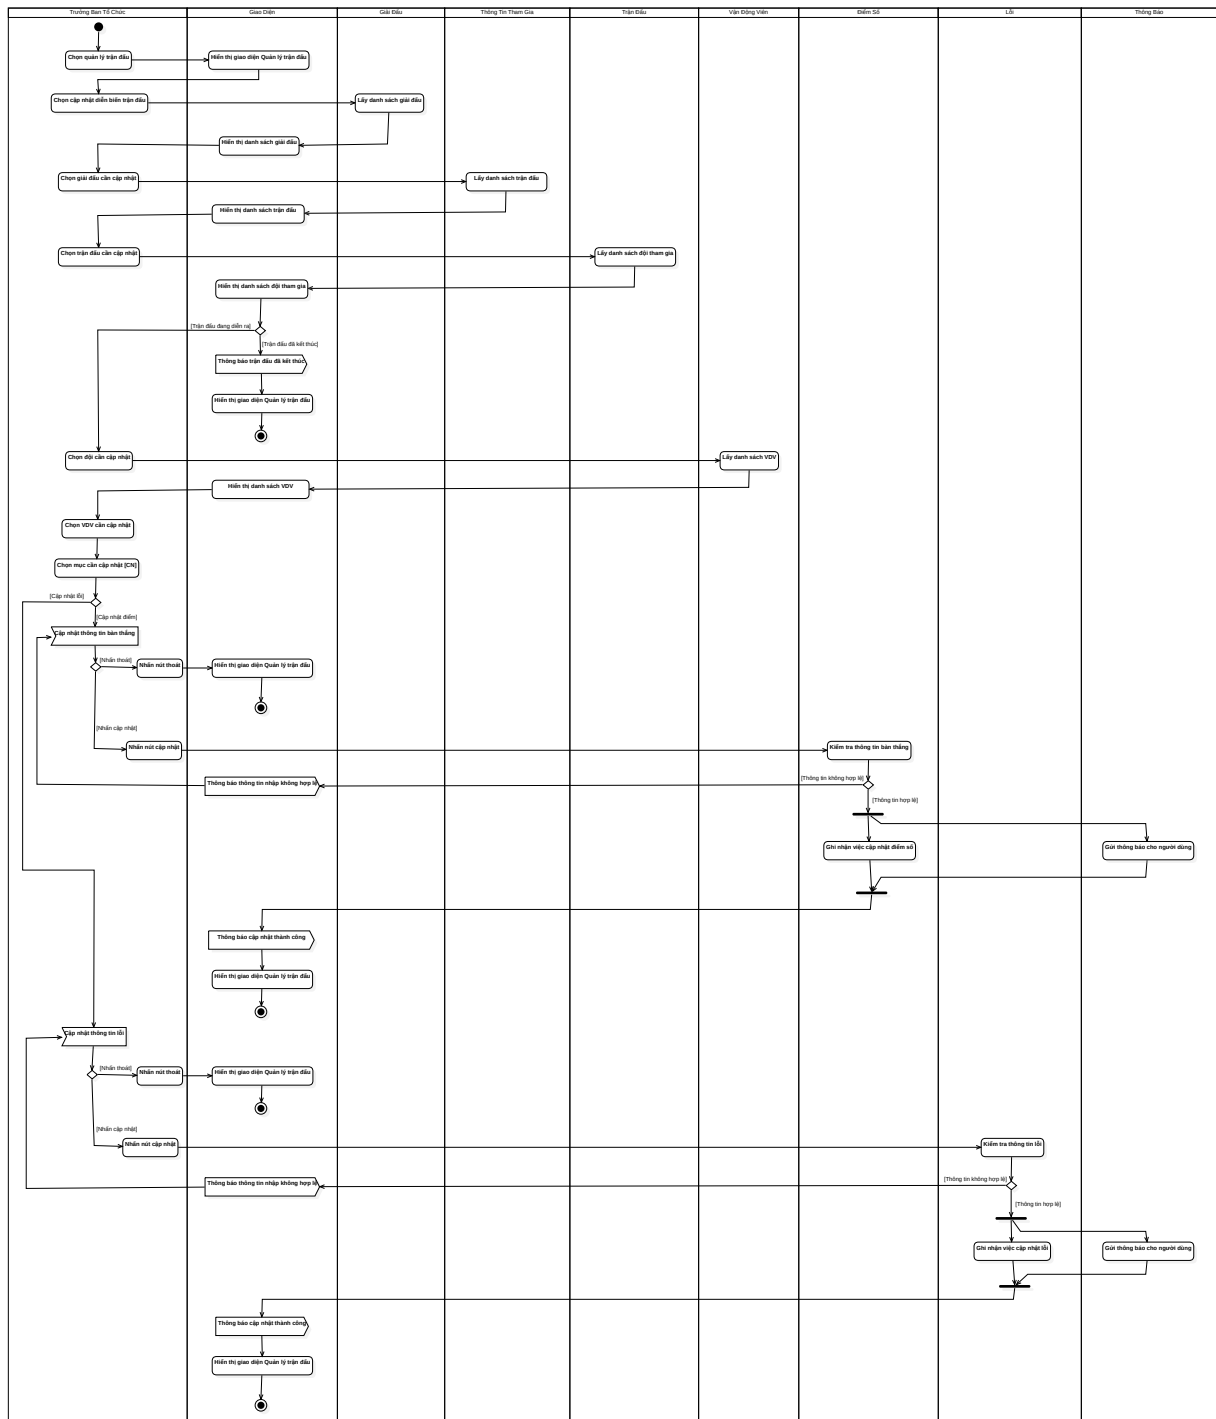 Trưởng Ban Tổ Chức
Giao Diện
Giải Đấu
Thông Tin Tham Gia
Trận Đấu
Vận Động Viên
Điểm Số
Lỗi
Thông Báo
Chọn quản lý trận đấu
Hiển thị giao diện Quản lý trận đấu
Chọn cập nhật diễn biến trận đấu
Lấy danh sách giải đấu
Hiển thị danh sách giải đấu
Chọn giải đấu cần cập nhật
Lấy danh sách trận đấu
Hiển thị danh sách trận đấu
Chọn trận đấu cần cập nhật
Lấy danh sách đội tham gia
Hiển thị danh sách đội tham gia
[Trận đấu đang diễn ra]
[Trận đấu đã kết thúc]
Thông báo trận đấu đã kết thúc
Hiển thị giao diện Quản lý trận đấu
Chọn đội cần cập nhật
Lấy danh sách VDV
Hiển thị danh sách VDV
Chọn VDV cần cập nhật
Chọn mục cần cập nhật [CN]
[Cập nhật lỗi]
[Cập nhật điểm]
Cập nhật thông tin bàn thắng
[Nhấn thoát]
Nhấn nút thoát
Hiển thị giao diện Quản lý trận đấu
[Nhấn cập nhật]
Nhấn nút cập nhật
Kiểm tra thông tin bàn thắng
[Thông tin không hợp lệ]
Thông báo thông tin nhập không hợp lệ
[Thông tin hợp lệ]
Ghi nhận việc cập nhật điểm số
Gửi thông báo cho người dùng
Thông báo cập nhật thành công
Hiển thị giao diện Quản lý trận đấu
Cập nhật thông tin lỗi
[Nhấn thoát]
Nhấn nút thoát
Hiển thị giao diện Quản lý trận đấu
[Nhấn cập nhật]
Nhấn nút cập nhật
Kiểm tra thông tin lỗi
[Thông tin không hợp lệ]
Thông báo thông tin nhập không hợp lệ
[Thông tin hợp lệ]
Ghi nhận việc cập nhật lỗi
Gửi thông báo cho người dùng
Thông báo cập nhật thành công
Hiển thị giao diện Quản lý trận đấu